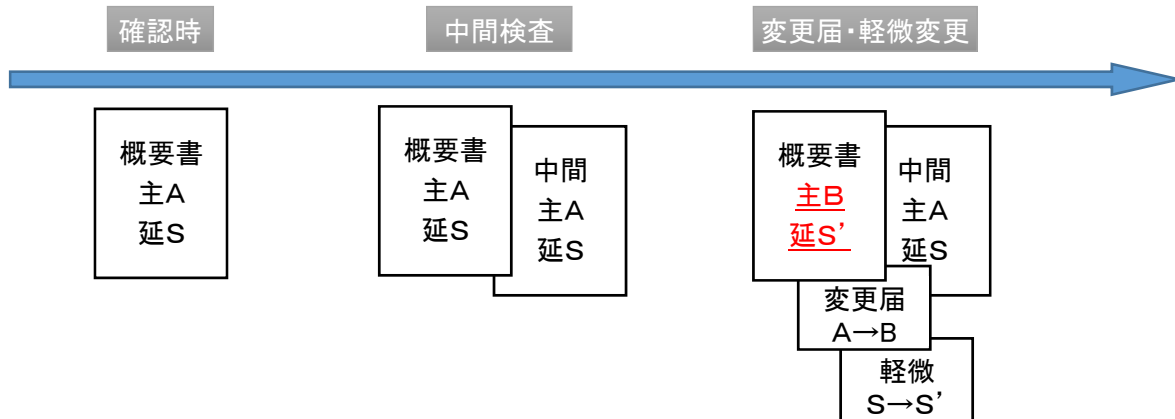 確認時
中間検査
変更届・軽微変更
概要書
主A
延S
概要書
主A
延S
中間
主A
延S
概要書
主B
延S’
中間
主A
延S
変更届
A→B
軽微
S→S’